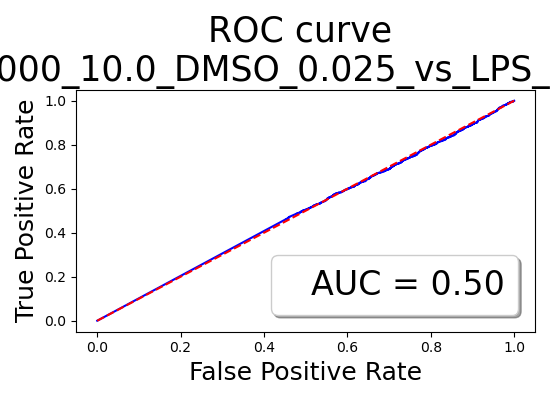 ROC curve
000_10.0_DMSO_0.025_vs_LPS_
True Positive Rate
1.0
0.8
0.6
0.4
0.2
0.0
AUC = 0.50
0.0 0.2 0.4 0.6 0.8 1.0
False Positive Rate